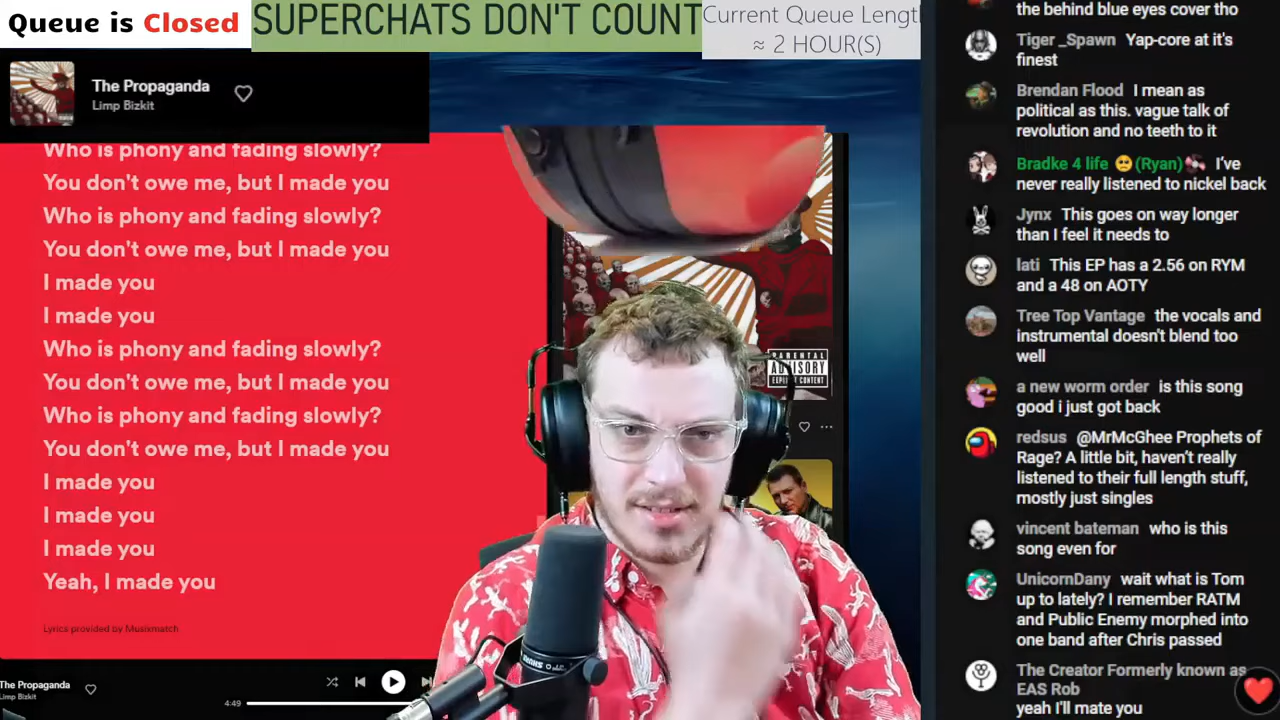 Queue is Closed
SUPERCHATS DON'T COUNT
Current Queue Lengt
≈ 2 HOUR(S)
The Propaganda
Limp Bizkit
Who is phony and fading slowly?
You don't owe me, but I made you
Who is phony and fading slowly?
You don't owe me, but I made you
I made you
I made you
Who is phony and fading slowly?
You don't owe me, but I made you
Who is phony and fading slowly?
You don't owe me, but I made you
I made you
I made you
I made you
Yeah, I made you
Lyrics provided by Musixmatch
The Propaganda
Limp Bizkit
4:49
PARENTAL
ADVISORY
EXPLICIT CONTENT
the behind blue eyes cover tho
Tiger _Spawn Yap-core at it's
finest
Brendan Flood I mean as
political as this. vague talk of
revolution and no teeth to it
Bradke 4 life 🥺(Ryan)🍬 I've
never really listened to nickel back
Jynx This goes on way longer
than I feel it needs to
lati This EP has a 2.56 on RYM
and a 48 on AOTY
Tree Top Vantage the vocals and
instrumental doesn't blend too
well
a new worm order is this song
good i just got back
redsus @MrMcGhee Prophets of
Rage? A little bit, haven't really
listened to their full length stuff,
mostly just singles
vincent bateman who is this
song even for
UnicornDany wait what is Tom
up to lately? I remember RATM
and Public Enemy morphed into
one band after Chris passed
The Creator Formerly known as
EAS Rob
yeah I'll mate you